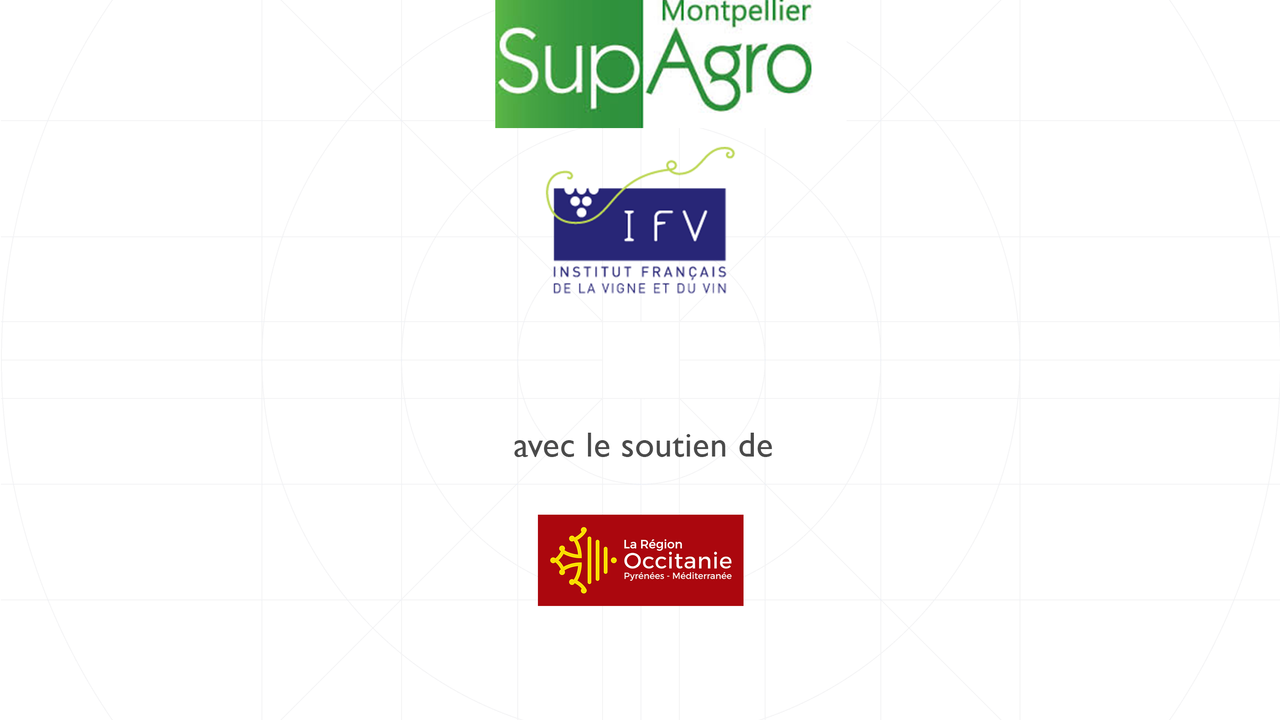 Montpellier
SupAgro
IFV
INSTITUT FRANÇAIS
DE LA VIGNE ET DU VIN
avec le soutien de
La Région
Occitanie
Pyrénées - Méditerranée